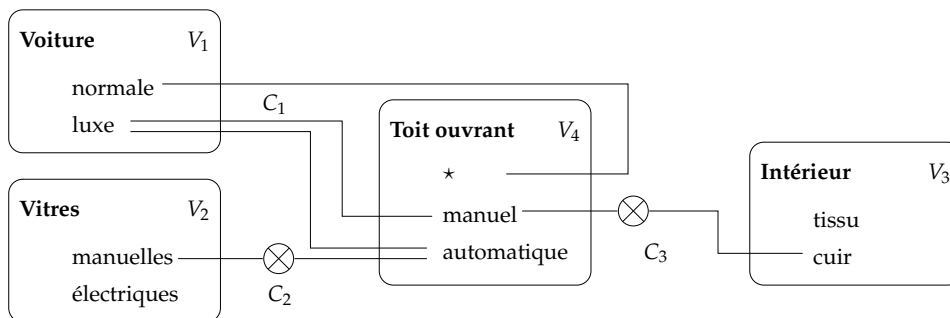 Voiture V₁
normale
luxe
C₁
Toit ouvrant V₄
⋆
manuel
automatique
Vitres V₂
manuelles
électriques
C₂
C₃
Intérieur V₃
tissu
cuir